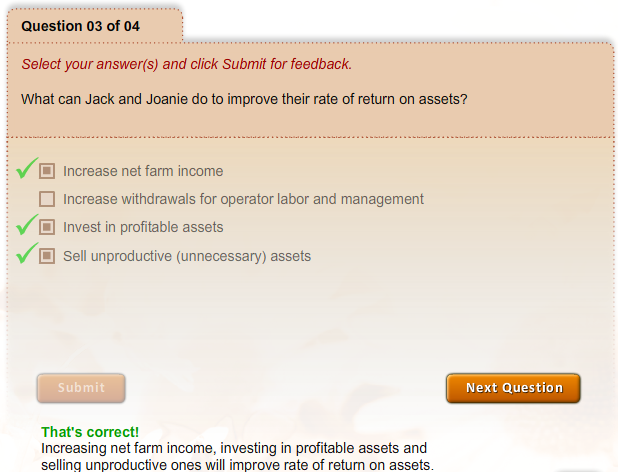 Question 03 of 04
Select your answer(s) and click Submit for feedback.
What can Jack and Joanie do to improve their rate of return on assets?
Increase net farm income
Increase withdrawals for operator labor and management
Invest in profitable assets
Sell unproductive (unnecessary) assets
Submit
Next Question
That's correct!
Increasing net farm income, investing in profitable assets and
selling unproductive ones will improve rate of return on assets.